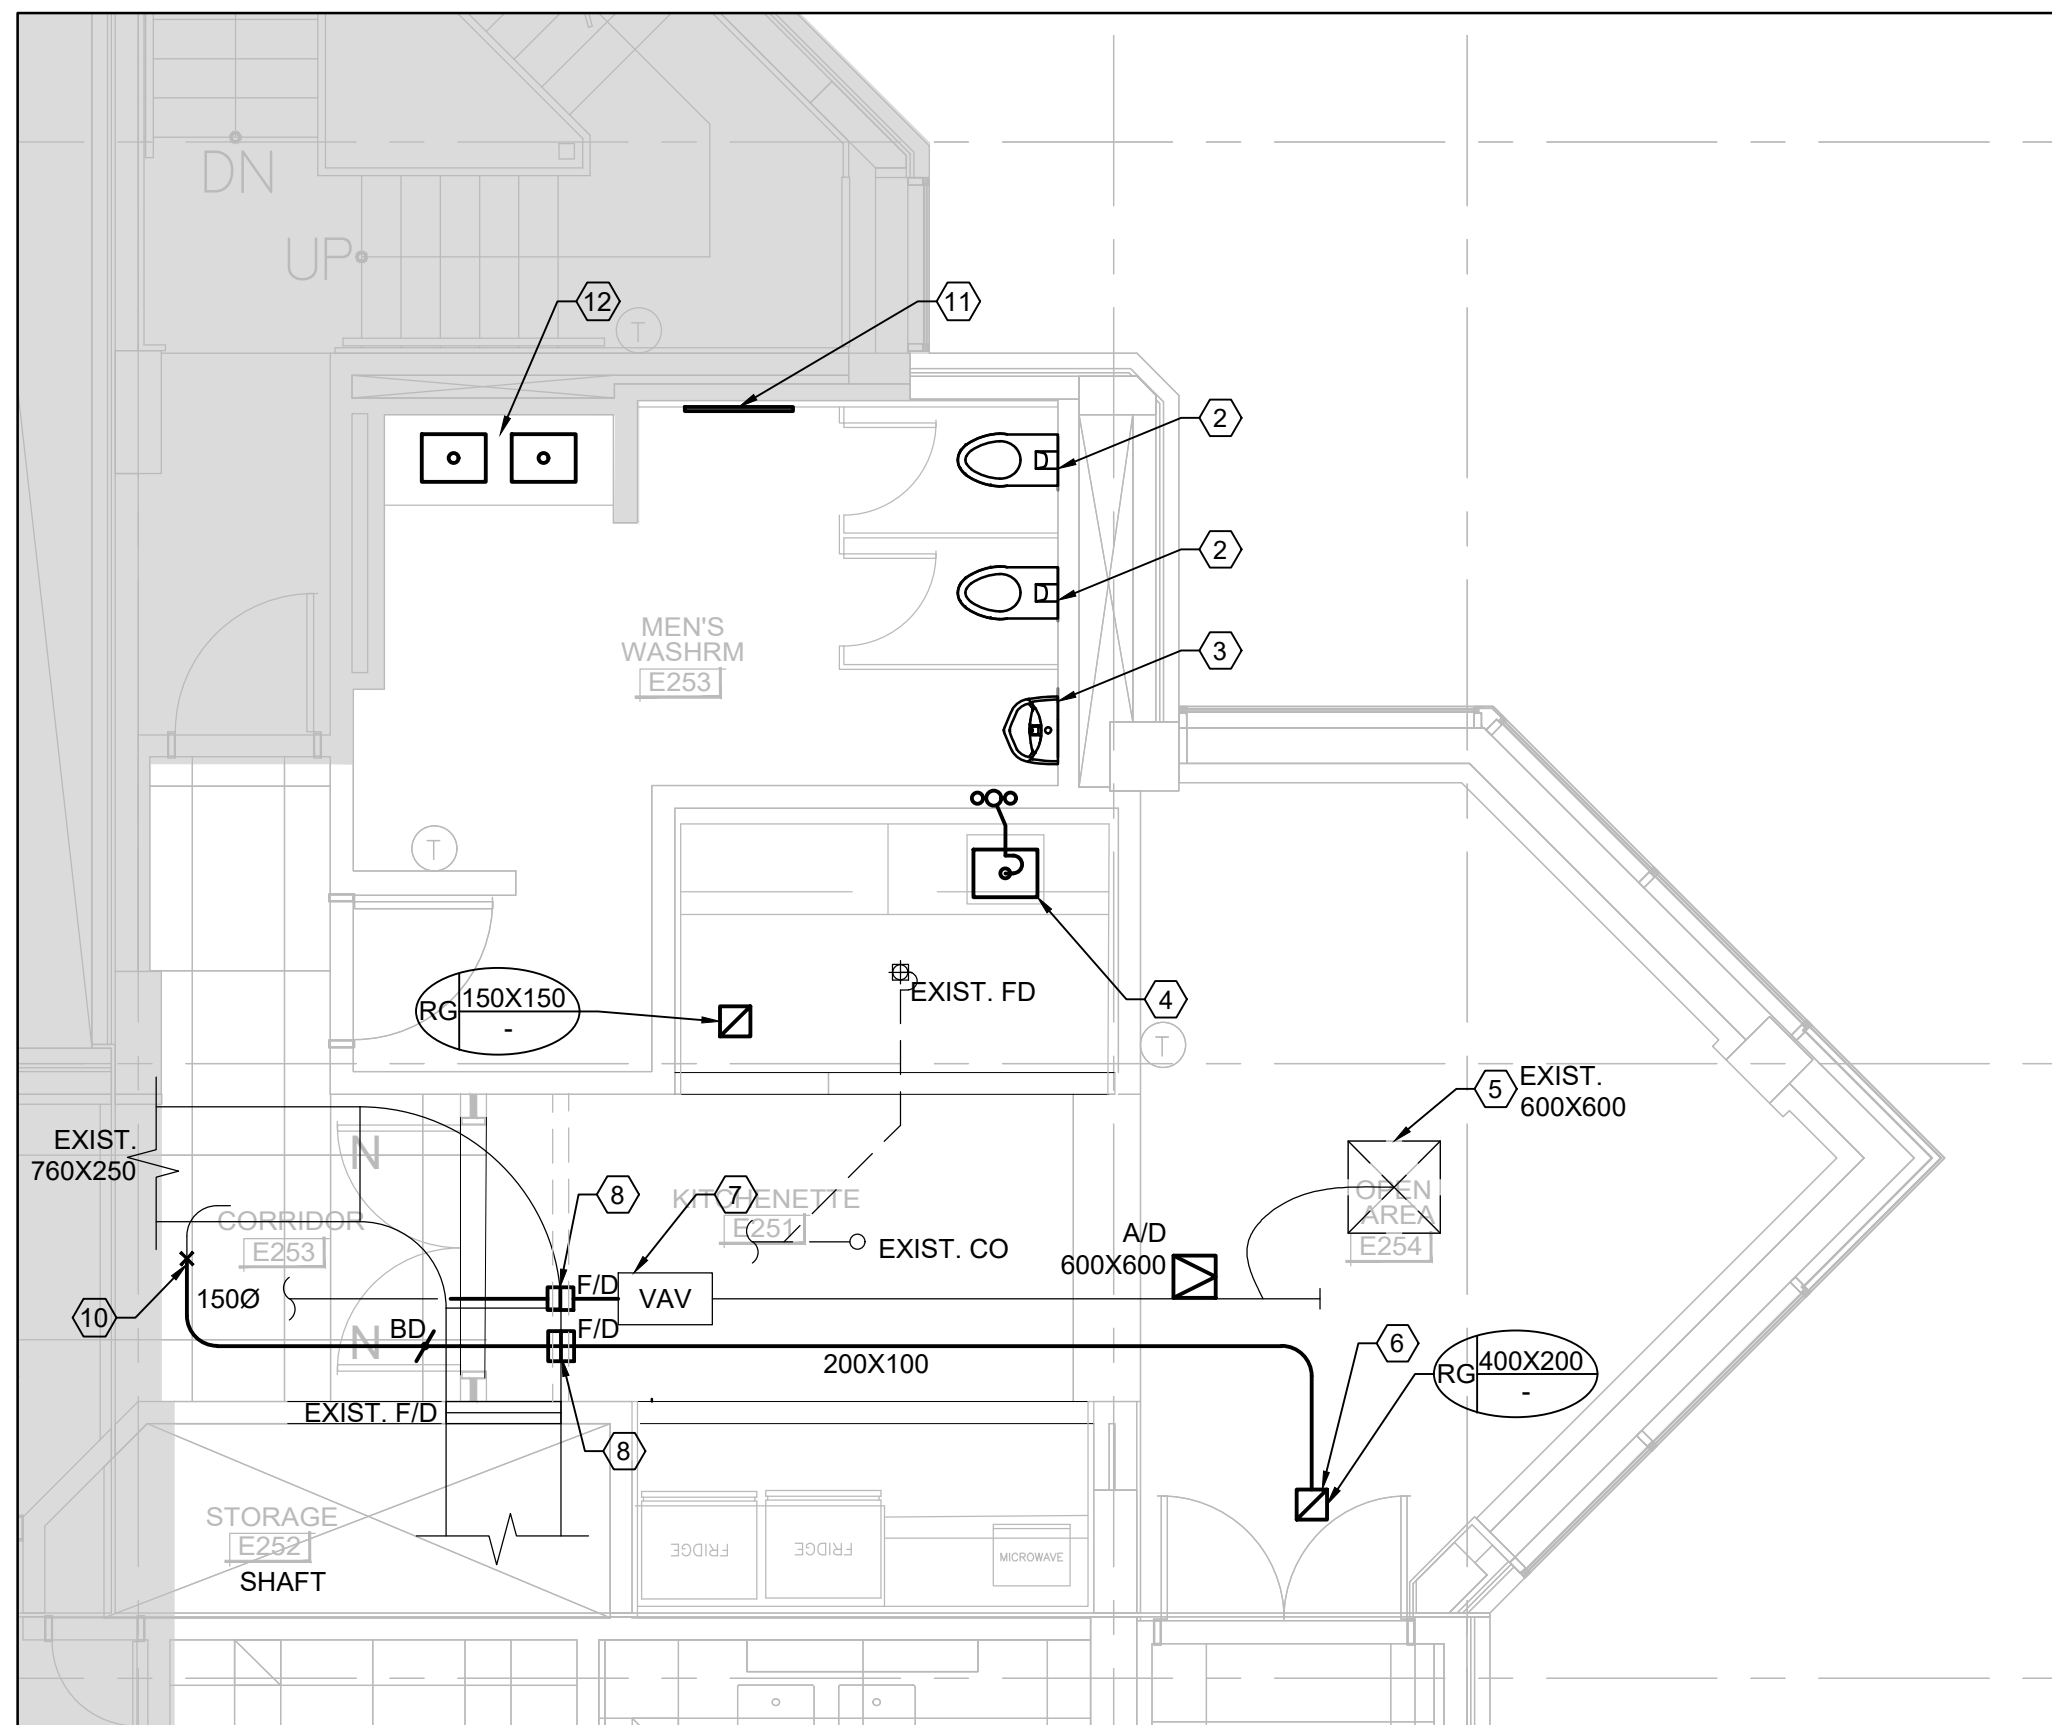 DN
UP
12
T
11
2
2
MEN'S
WASHRM
E253
3
T
RG
150X150
-
EXIST. FD
4
T
5
EXIST.
600X600
EXIST.
760X250
N
8
KITCHENETTE
7
E251
OPEN
AREA
E254
CORRIDOR
E253
EXIST. CO
A/D
600X600
10
150Ø
F/D
VAV
BD
F/D
N
200X100
6
RG
400X200
-
EXIST. F/D
8
STORAGE
E252
SHAFT
FRIDGE
FRIDGE
MICROWAVE